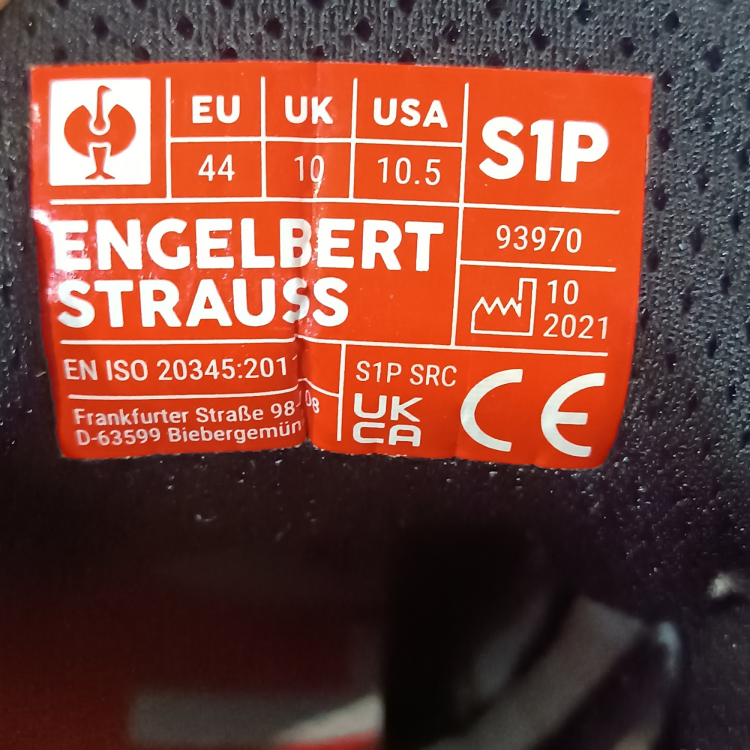 EU UK USA
44 10 10.5
S1P
ENGELBERT
STRAUSS
93970
10
2021
EN ISO 20345:201
Frankfurter Straße 98-
D-63599 Biebergemün
S1P SRC
UK
CA
CE